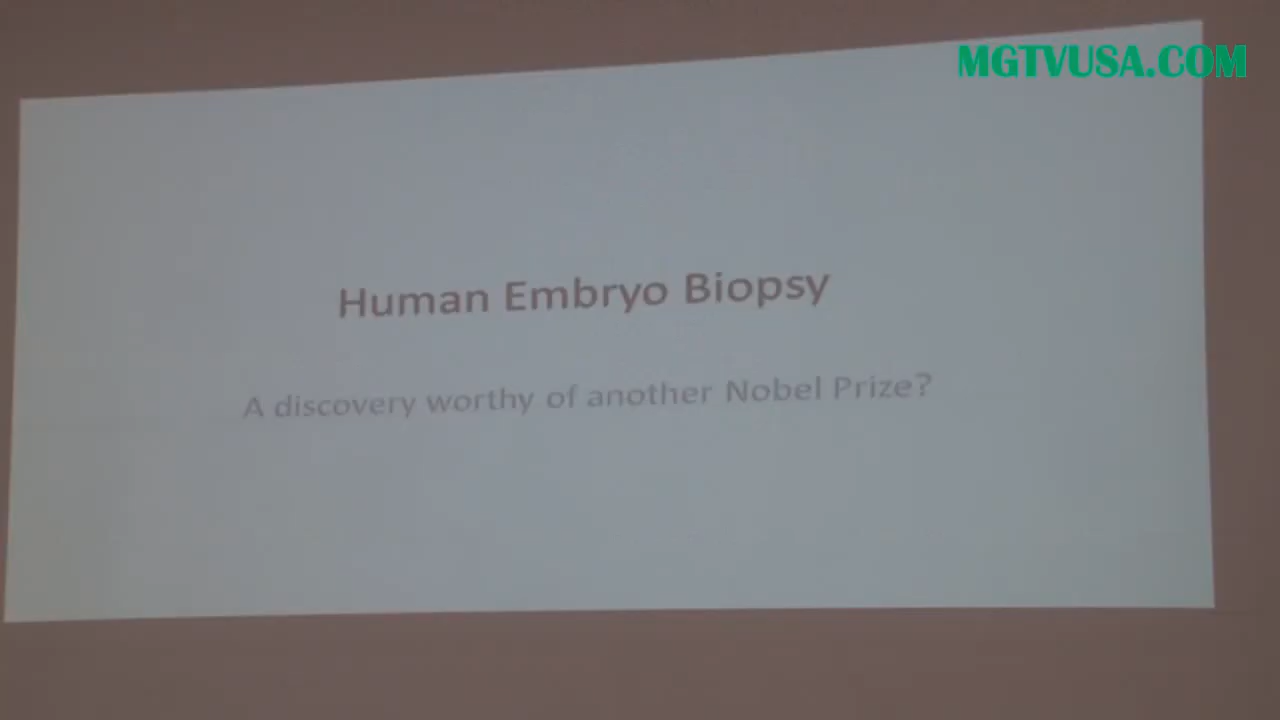 MGTVUSA.COM
Human Embryo Biopsy
A discovery worthy of another Nobel Prize?